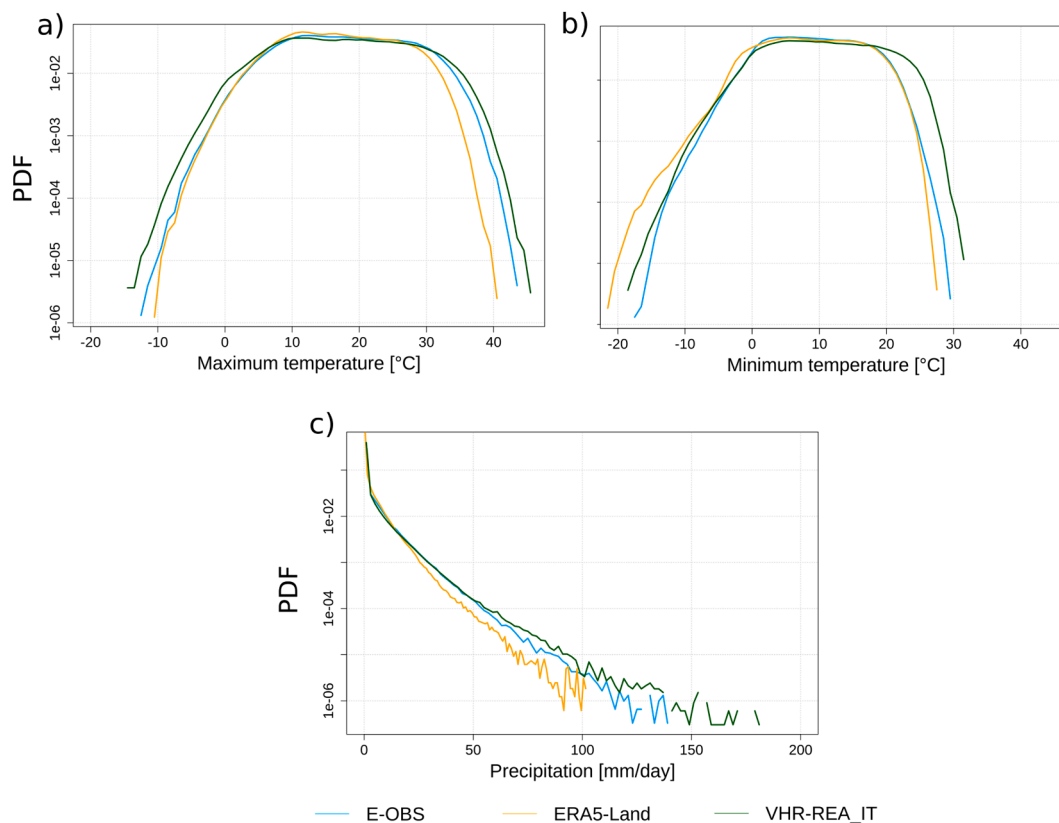 a)
PDF
1e-02
1e-03
1e-04
1e-05
1e-06
-20 -10 0 10 20 30 40
Maximum temperature [°C]
b)
-20 -10 0 10 20 30 40
Minimum temperature [°C]
c)
PDF
1e-02
1e-04
1e-06
0 50 100 150 200
Precipitation [mm/day]
E-OBS ERA5-Land VHR-REA_IT